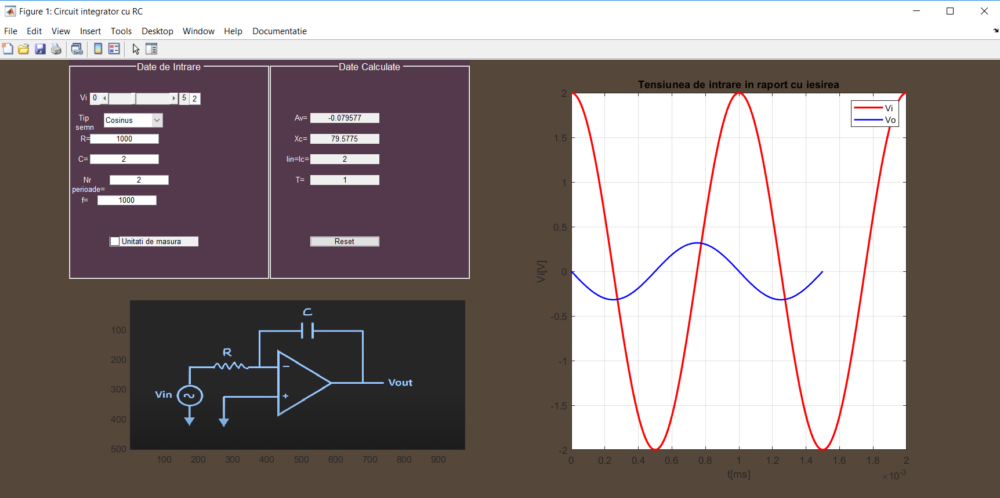 Figure 1: Circuit integrator cu RC
File Edit View Insert Tools Desktop Window Help Documentatie
Date de Intrare
Vi 0 5 2
Tip semn Cosinus
R= 1000
C= 2
Nr perioade= 2
f= 1000
Unitati de masura
Date Calculate
Av= -0.079577
Xc= 79.5775
Iin=Ic= 2
T= 1
Reset
C
R
−
+
Vin
Vout
100
200
300
400
500
100 200 300 400 500 600 700 800 900
Tensiunea de intrare in raport cu iesirea
Vi
Vo
2
1.5
1
0.5
0
-0.5
-1
-1.5
-2
Vi[V]
0 0.2 0.4 0.6 0.8 1 1.2 1.4 1.6 1.8 2
t[ms]
×10-3